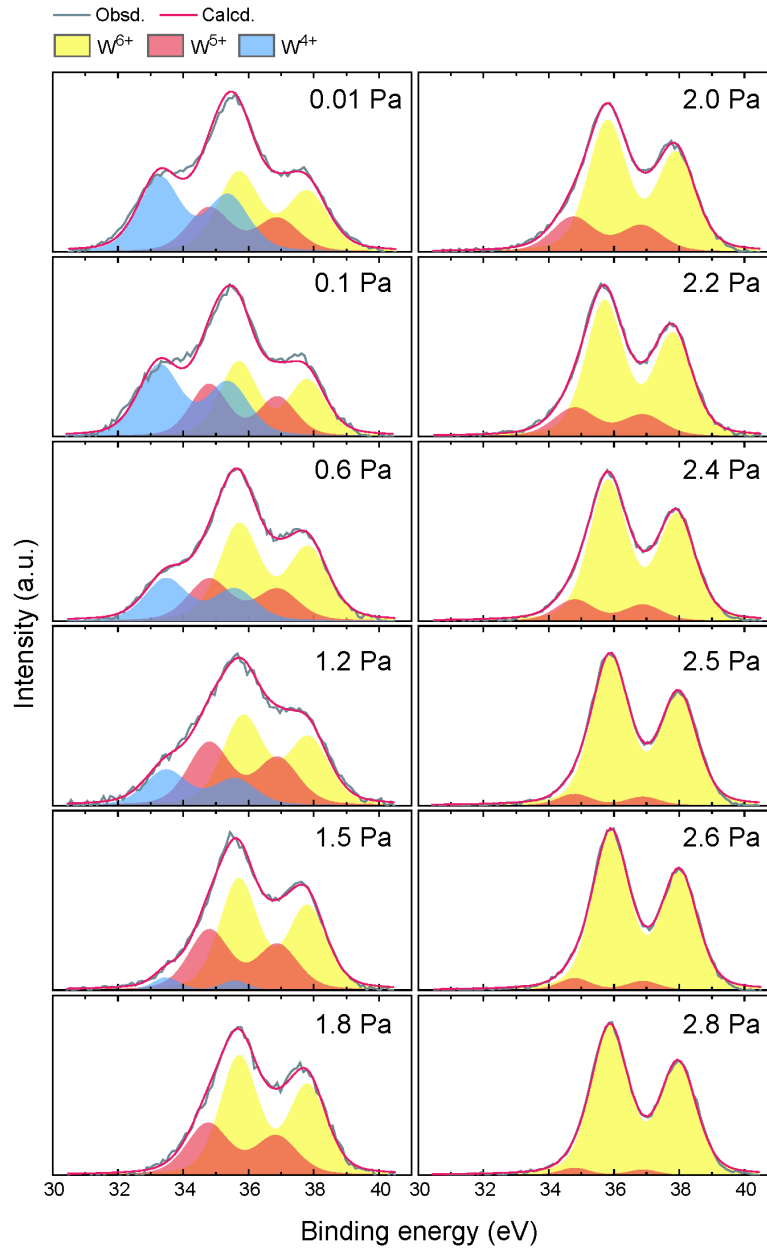 Obsd. Calcd.
W⁶⁺ W⁵⁺ W⁴⁺
0.01 Pa 2.0 Pa
0.1 Pa 2.2 Pa
0.6 Pa 2.4 Pa
1.2 Pa 2.5 Pa
1.5 Pa 2.6 Pa
1.8 Pa 2.8 Pa
Intensity (a.u.)
30 32 34 36 38 40 30 32 34 36 38 40
Binding energy (eV)